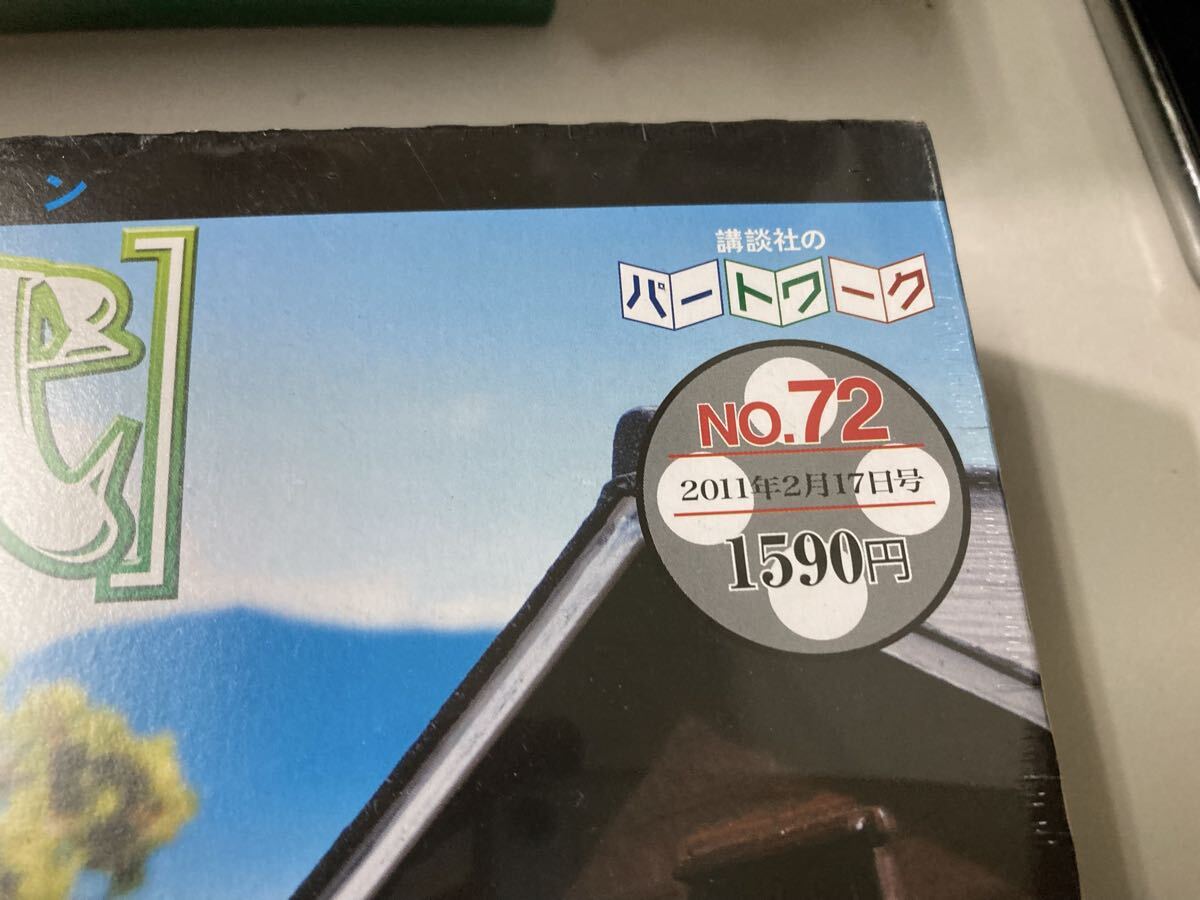 ン
講談社の
パートワーク
NO.72
2011年2月17日号
1590円